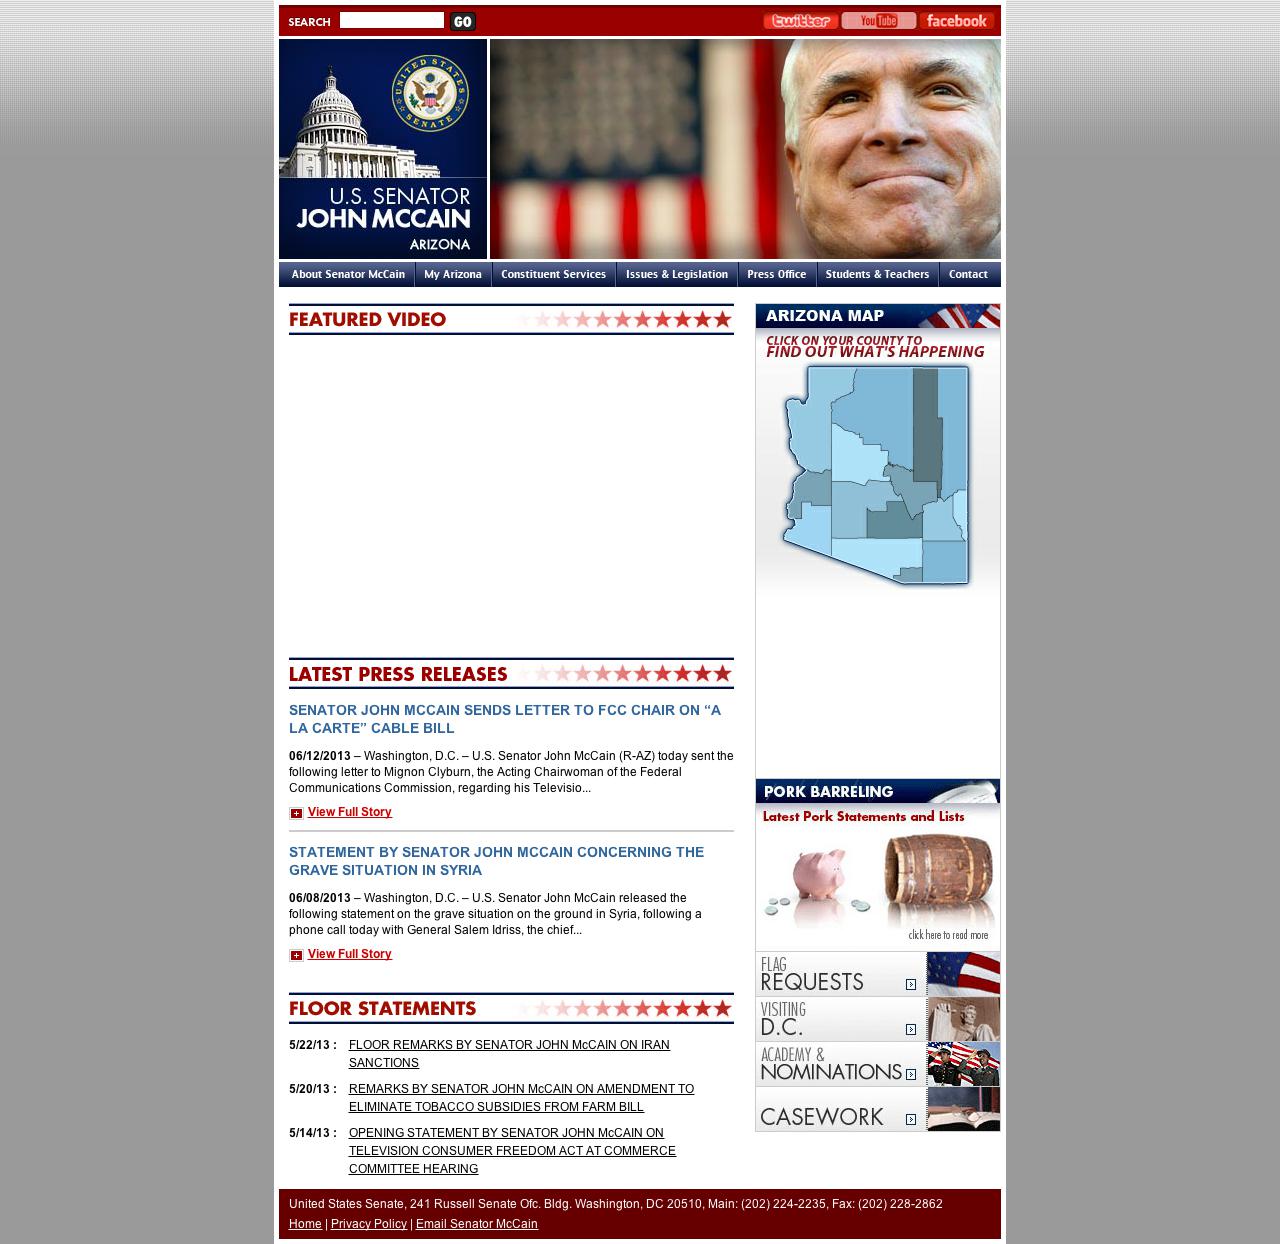 SEARCH
GO
twitter
YouTube
facebook
UNITED STATES
SENATE
U.S. SENATOR
JOHN MCCAIN
ARIZONA
About Senator McCain
My Arizona
Constituent Services
Issues & Legislation
Press Office
Students & Teachers
Contact
FEATURED VIDEO
LATEST PRESS RELEASES
SENATOR JOHN MCCAIN SENDS LETTER TO FCC CHAIR ON “A
LA CARTE” CABLE BILL
06/12/2013 – Washington, D.C. – U.S. Senator John McCain (R-AZ) today sent the
following letter to Mignon Clyburn, the Acting Chairwoman of the Federal
Communications Commission, regarding his Televisio...
View Full Story
STATEMENT BY SENATOR JOHN MCCAIN CONCERNING THE
GRAVE SITUATION IN SYRIA
06/08/2013 – Washington, D.C. – U.S. Senator John McCain released the
following statement on the grave situation on the ground in Syria, following a
phone call today with General Salem Idriss, the chief...
View Full Story
FLOOR STATEMENTS
5/22/13 : FLOOR REMARKS BY SENATOR JOHN McCAIN ON IRAN
SANCTIONS
5/20/13 : REMARKS BY SENATOR JOHN McCAIN ON AMENDMENT TO
ELIMINATE TOBACCO SUBSIDIES FROM FARM BILL
5/14/13 : OPENING STATEMENT BY SENATOR JOHN McCAIN ON
TELEVISION CONSUMER FREEDOM ACT AT COMMERCE
COMMITTEE HEARING
ARIZONA MAP
CLICK ON YOUR COUNTY TO
FIND OUT WHAT'S HAPPENING
PORK BARRELING
Latest Pork Statements and Lists
click here to read more
FLAG
REQUESTS
VISITING
D.C.
ACADEMY &
NOMINATIONS
CASEWORK
United States Senate, 241 Russell Senate Ofc. Bldg. Washington, DC 20510, Main: (202) 224-2235, Fax: (202) 228-2862
Home | Privacy Policy | Email Senator McCain